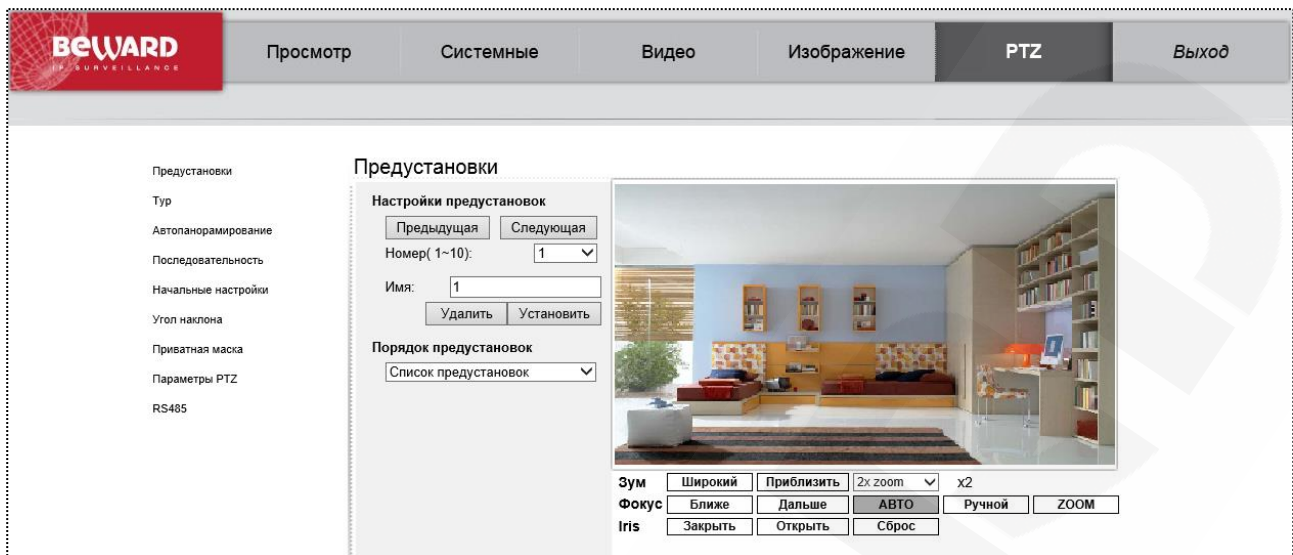 BEWARD
IP SURVEILLANCE
Просмотр Системные Видео Изображение PTZ Выход
Предустановки
Тур
Автопанорамирование
Последовательность
Начальные настройки
Угол наклона
Приватная маска
Параметры PTZ
RS485
Предустановки
Настройки предустановок
Предыдущая Следующая
Номер( 1~10): 1
Имя: 1
Удалить Установить
Порядок предустановок
Список предустановок
Зум Широкий Приблизить 2x zoom x2
Фокус Ближе Дальше АВТО Ручной ZOOM
Iris Закрыть Открыть Сброс